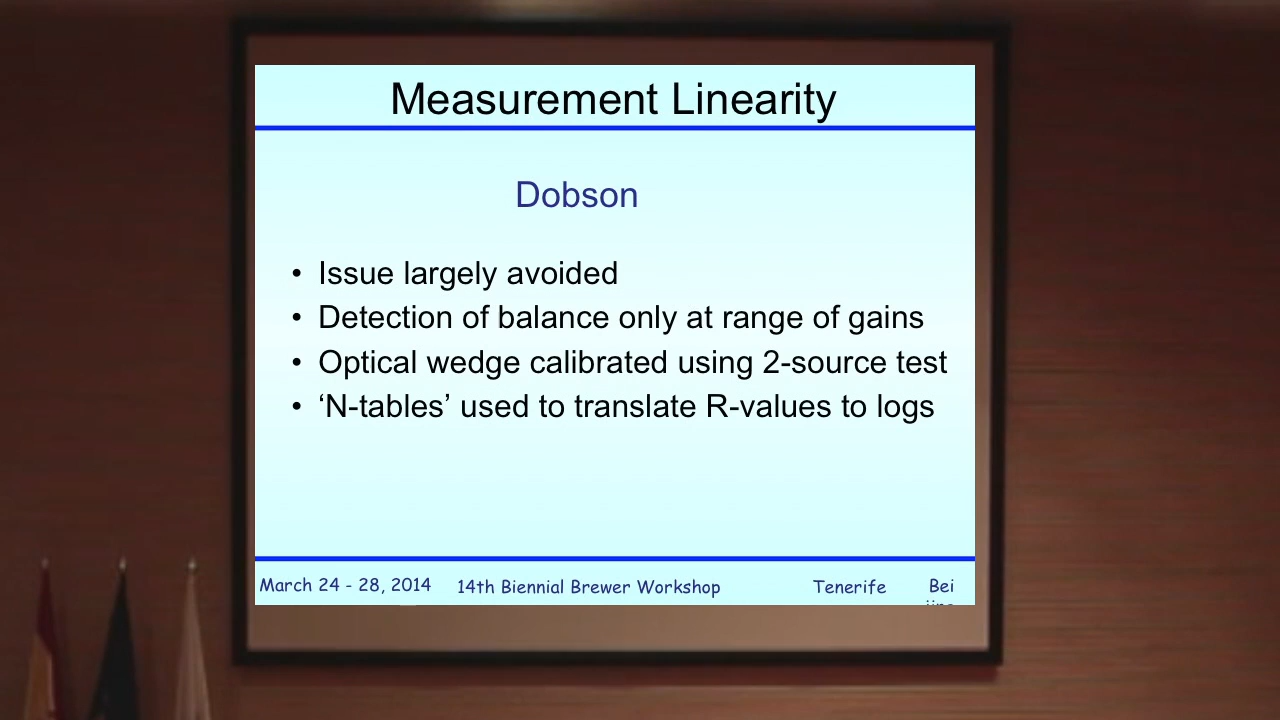 Measurement Linearity
Dobson
• Issue largely avoided
• Detection of balance only at range of gains
• Optical wedge calibrated using 2-source test
• ‘N-tables’ used to translate R-values to logs
March 24 - 28, 2014 14th Biennial Brewer Workshop Tenerife Bei